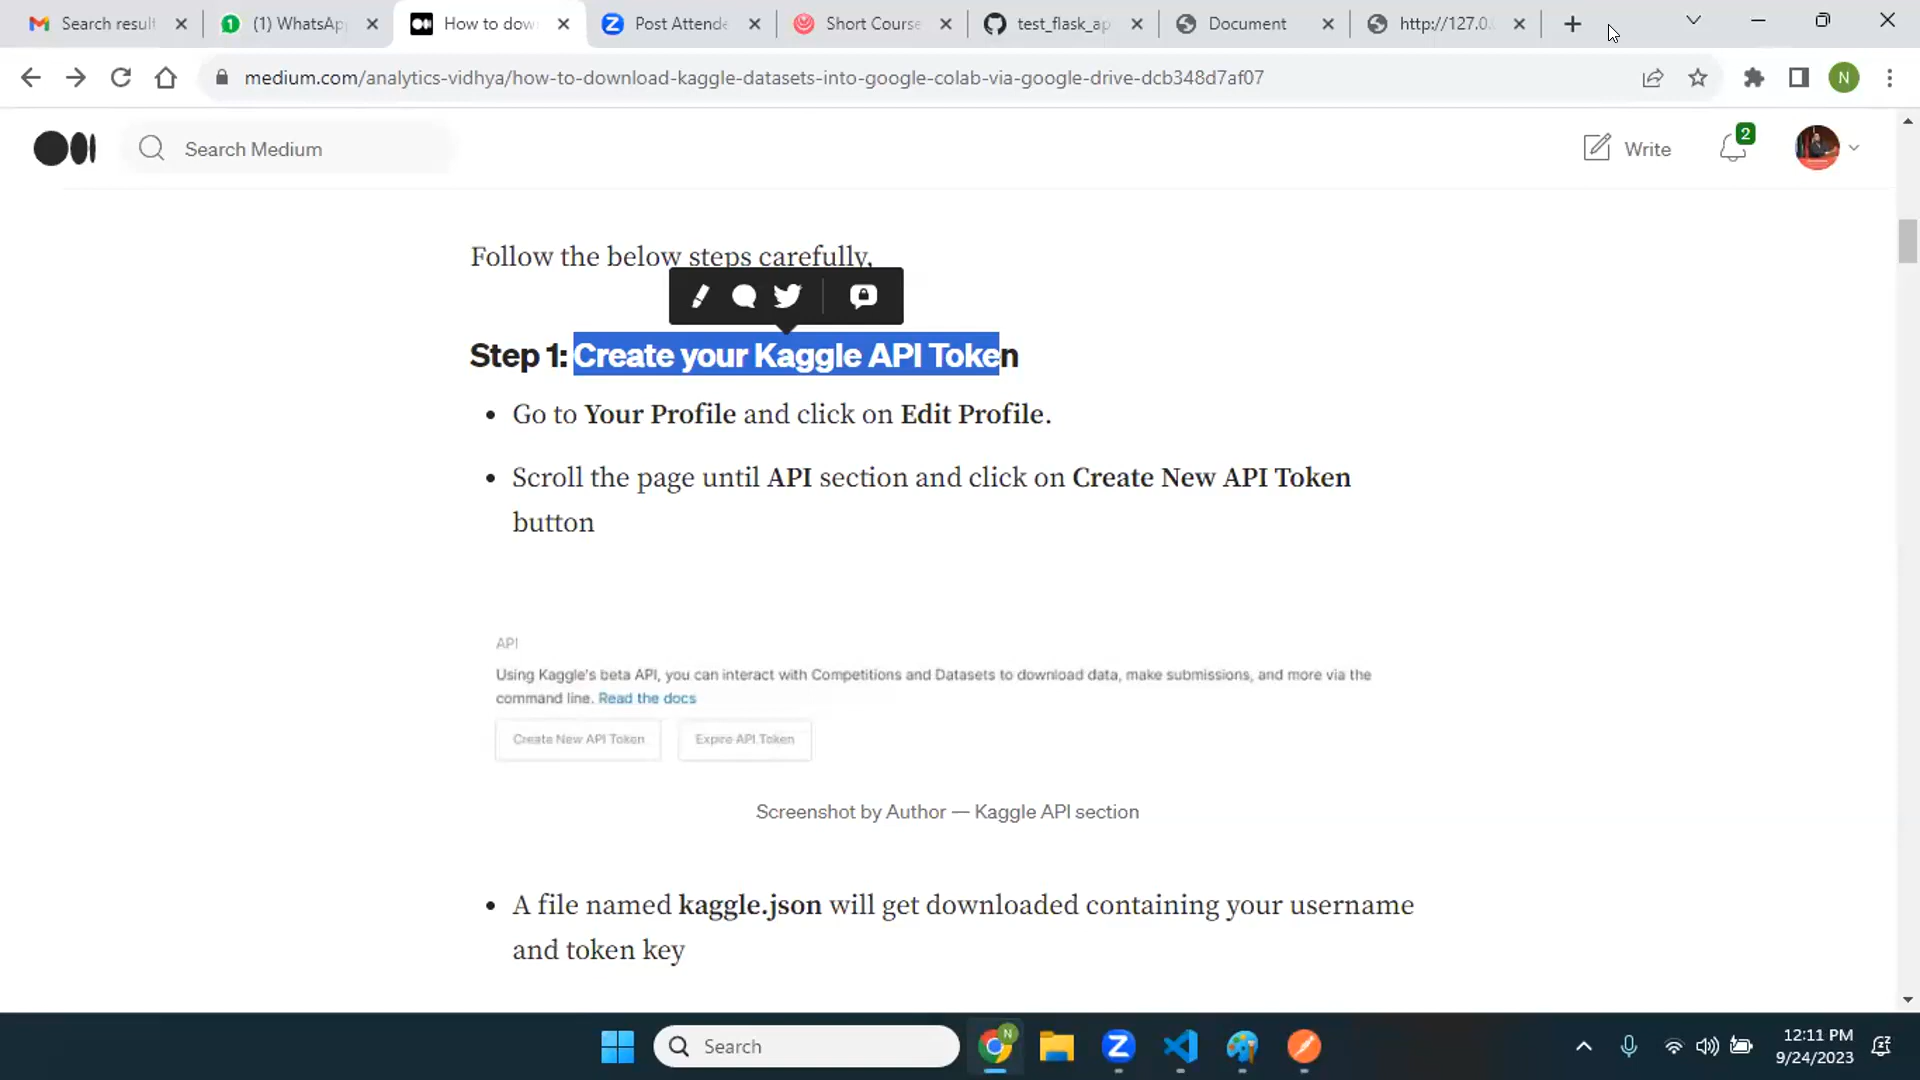 Search result
(1) WhatsApp
How to dow
Post Attende
Short Course
test_flask_ap
Document
http://127.0.
medium.com/analytics-vidhya/how-to-download-kaggle-datasets-into-google-colab-via-google-drive-dcb348d7af07
N
Search Medium
Write
2
Follow the below steps carefully,
Step 1: Create your Kaggle API Token
• Go to Your Profile and click on Edit Profile.
• Scroll the page until API section and click on Create New API Token
button
API
Using Kaggle's beta API, you can interact with Competitions and Datasets to download data, make submissions, and more via the
command line. Read the docs
Create New API Token
Expire API Token
Screenshot by Author — Kaggle API section
• A file named kaggle.json will get downloaded containing your username
and token key
Search
N
12:11 PM
9/24/2023